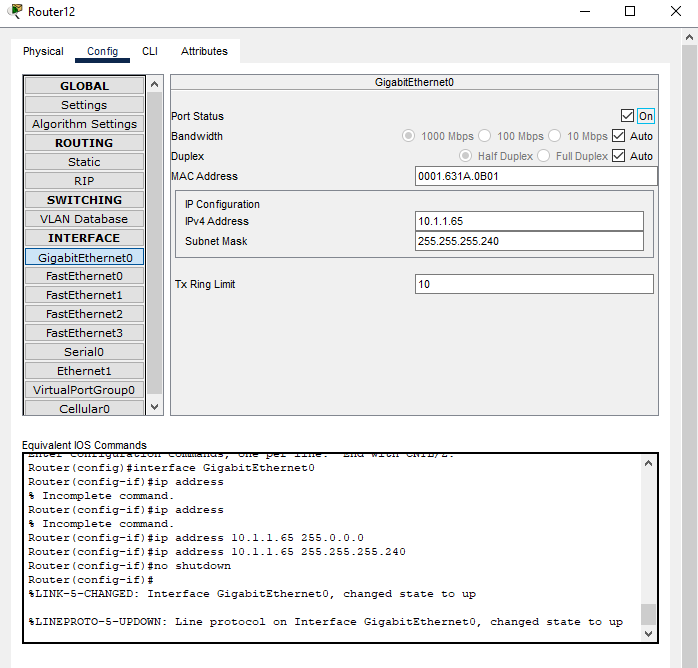 Router12
Physical Config CLI Attributes
GLOBAL
Settings
Algorithm Settings
ROUTING
Static
RIP
SWITCHING
VLAN Database
INTERFACE
GigabitEthernet0
FastEthernet0
FastEthernet1
FastEthernet2
FastEthernet3
Serial0
Ethernet1
VirtualPortGroup0
Cellular0
GigabitEthernet0
Port Status On
Bandwidth 1000 Mbps 100 Mbps 10 Mbps Auto
Duplex Half Duplex Full Duplex Auto
MAC Address 0001.631A.0B01
IP Configuration
IPv4 Address 10.1.1.65
Subnet Mask 255.255.255.240
Tx Ring Limit 10
Equivalent IOS Commands
Enter configuration commands, one per line. End with CNTL/Z.
Router(config)#interface GigabitEthernet0
Router(config-if)#ip address
% Incomplete command.
Router(config-if)#ip address
% Incomplete command.
Router(config-if)#ip address 10.1.1.65 255.0.0.0
Router(config-if)#ip address 10.1.1.65 255.255.255.240
Router(config-if)#no shutdown
Router(config-if)#
%LINK-5-CHANGED: Interface GigabitEthernet0, changed state to up
%LINEPROTO-5-UPDOWN: Line protocol on Interface GigabitEthernet0, changed state to up